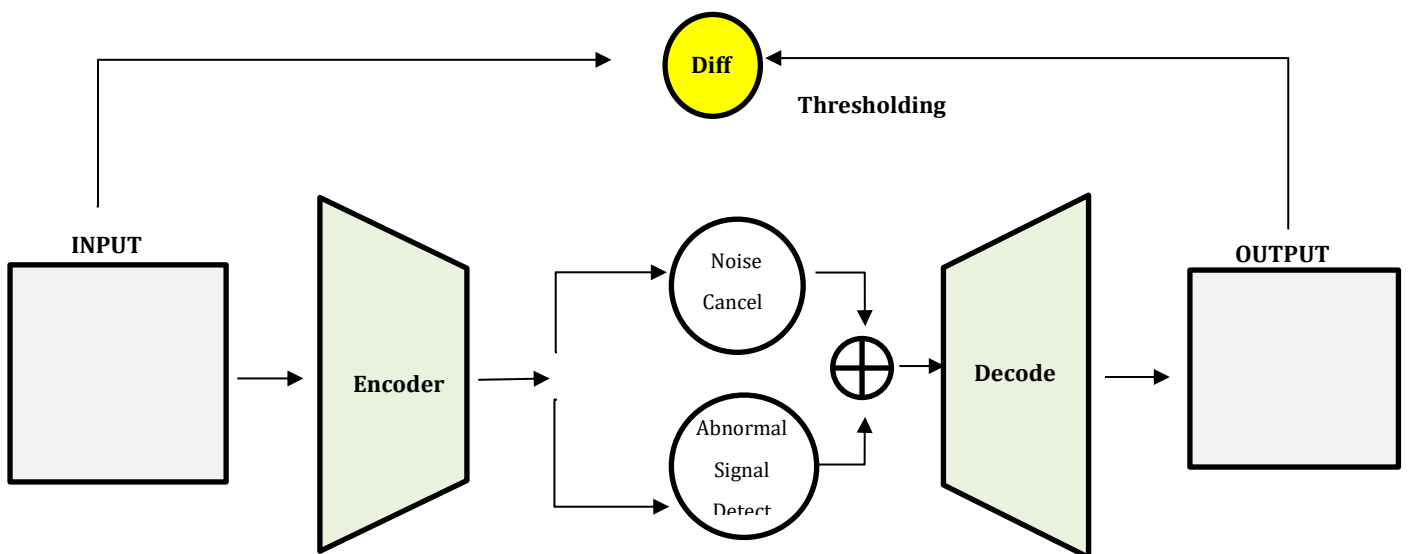 Diff
Thresholding
INPUT
OUTPUT
Encoder
Noise
Cancel
Abnormal
Signal
Detect
Decode